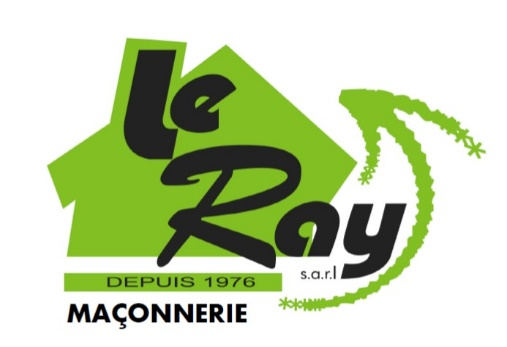 Le
Ray
s.a.r.l
DEPUIS 1976
MAÇONNERIE